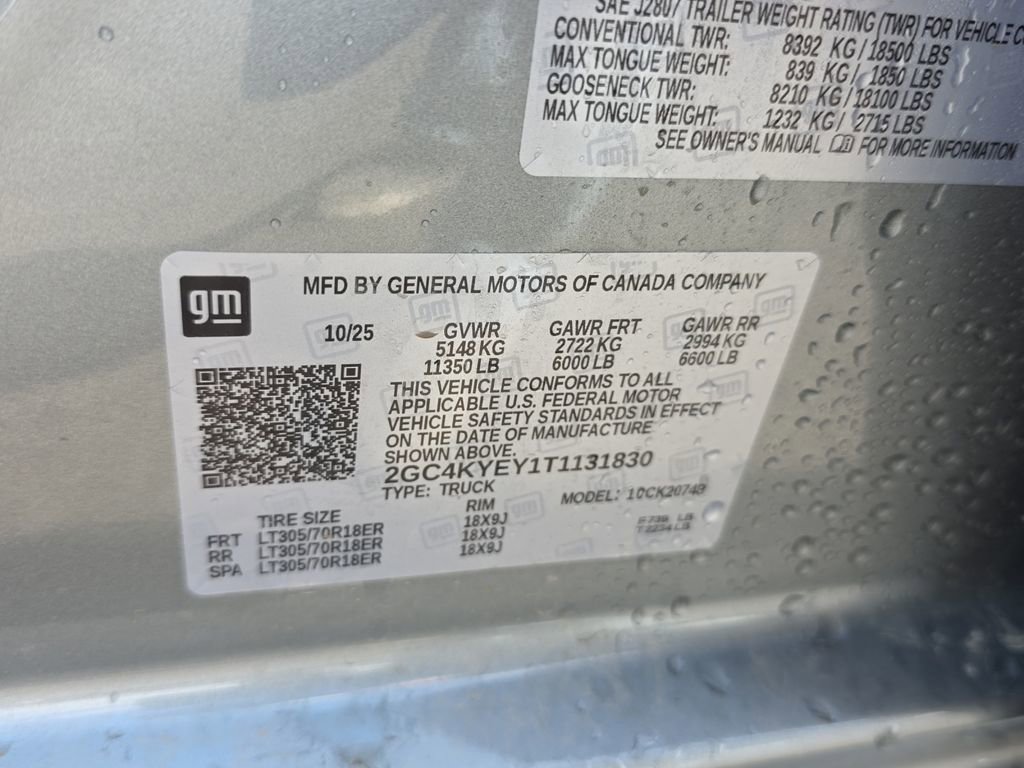 SAE J2807 TRAILER WEIGHT RATING (TWR) FOR VEHICLE
CONVENTIONAL TWR: 8392 KG / 18500 LBS
MAX TONGUE WEIGHT: 839 KG / 1850 LBS
GOOSENECK TWR: 8210 KG / 18100 LBS
MAX TONGUE WEIGHT: 1232 KG / 2715 LBS
SEE OWNER'S MANUAL FOR MORE INFORMATION
gm
MFD BY GENERAL MOTORS OF CANADA COMPANY
10/25 GVWR GAWR FRT GAWR RR
5148 KG 2722 KG 2994 KG
11350 LB 6000 LB 6600 LB
THIS VEHICLE CONFORMS TO ALL
APPLICABLE U.S. FEDERAL MOTOR
VEHICLE SAFETY STANDARDS IN EFFECT
ON THE DATE OF MANUFACTURE
SHOWN ABOVE.
2GC4KYEY1T1131830
TYPE: TRUCK MODEL: 10CK20743
TIRE SIZE RIM
FRT LT305/70R18ER 18X9J
RR LT305/70R18ER 18X9J
SPA LT305/70R18ER 18X9J